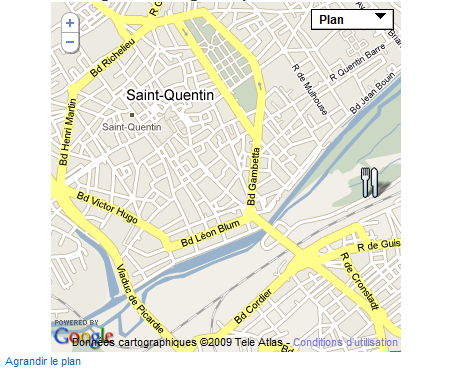 +
Plan
-
Bd Richelieu
R Quentin Barre
R de Mulhouse
Bd Jean Bouin
Saint-Quentin
Saint-Quentin
Bd Henri Martin
Bd Gambetta
Bd Victor Hugo
Bd Léon Blum
R de Guis
Viaduc de Picardie
R de Cronstadt
Bd Cordier
POWERED BY
Google
Données cartographiques ©2009 Tele Atlas - Conditions d'utilisation
Agrandir le plan